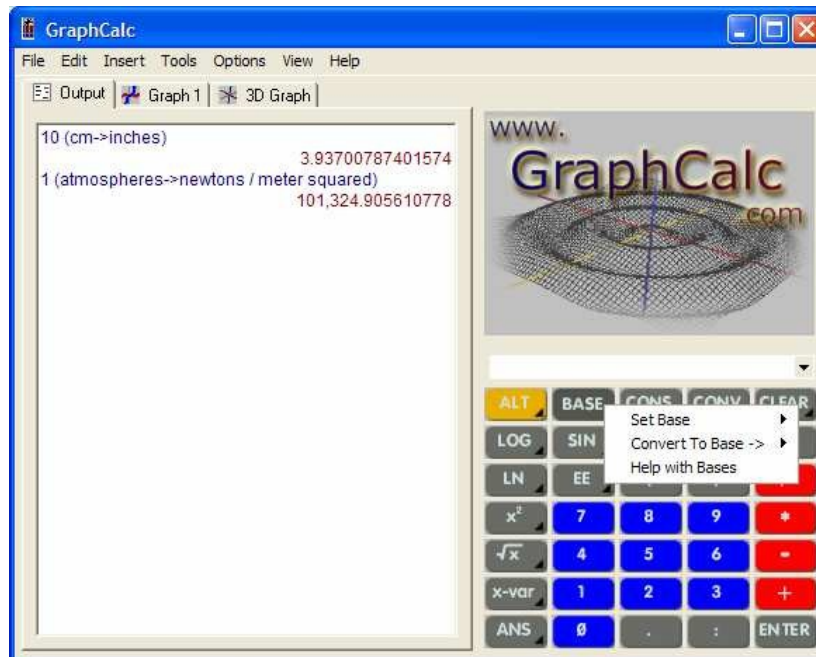 GraphCalc
File Edit Insert Tools Options View Help
Output Graph 1 3D Graph
10 (cm->inches)
3.93700787401574
1 (atmospheres->newtons / meter squared)
101,324.905610778
www.
GraphCalc
.com
ALT BASE CONS CONV CLEAR
Set Base
Convert To Base ->
Help with Bases
LOG SIN
LN EE
x² 7 8 9 *
√x 4 5 6 -
x-var 1 2 3 +
ANS 0 . : ENTER